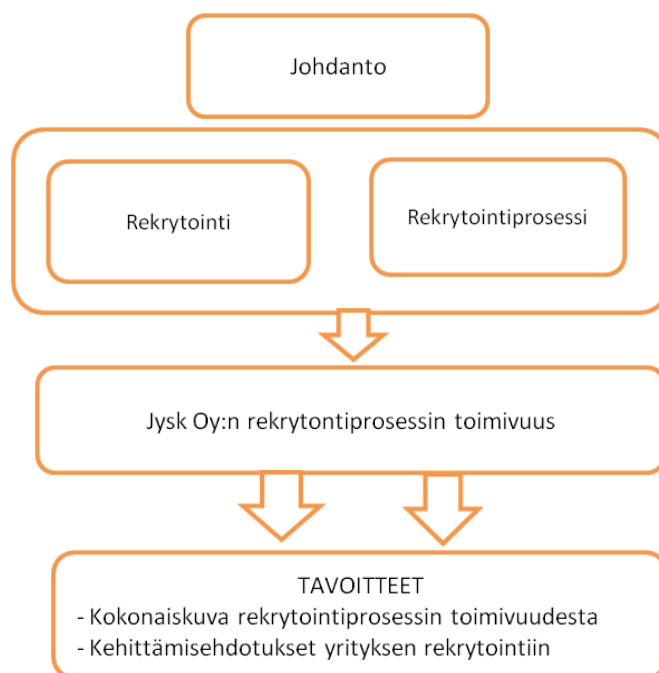 Johdanto
Rekrytointi
Rekrytointiprosessi
Jysk Oy:n rekrytontiprosessin toimivuus
TAVOITTEET
- Kokonaiskuva rekrytointiprosessin toimivuudesta
- Kehittämisehdotukset yrityksen rekrytointiin